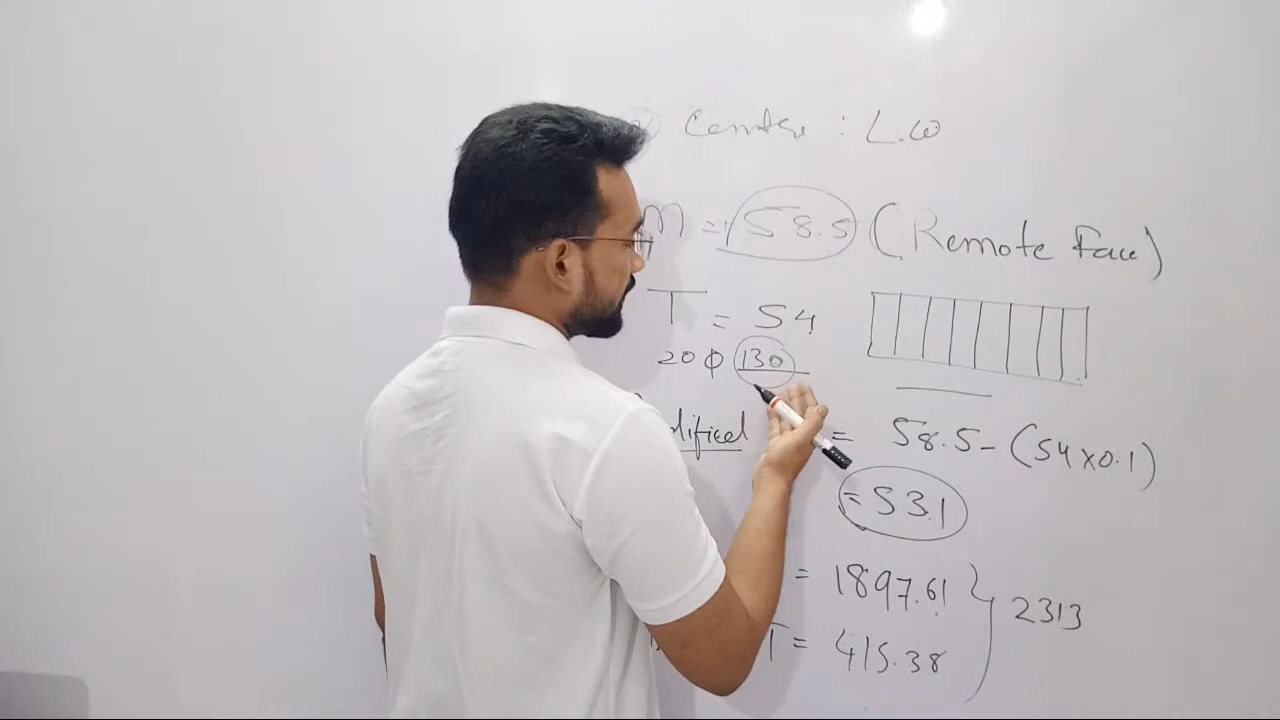 Centre : L.W
M = 58.5 (Remote Face)
T = 54
20 ϕ 130
= 58.5 - (54 x 0.1)
= 53.1
= 1897.61
2313
T = 415.38